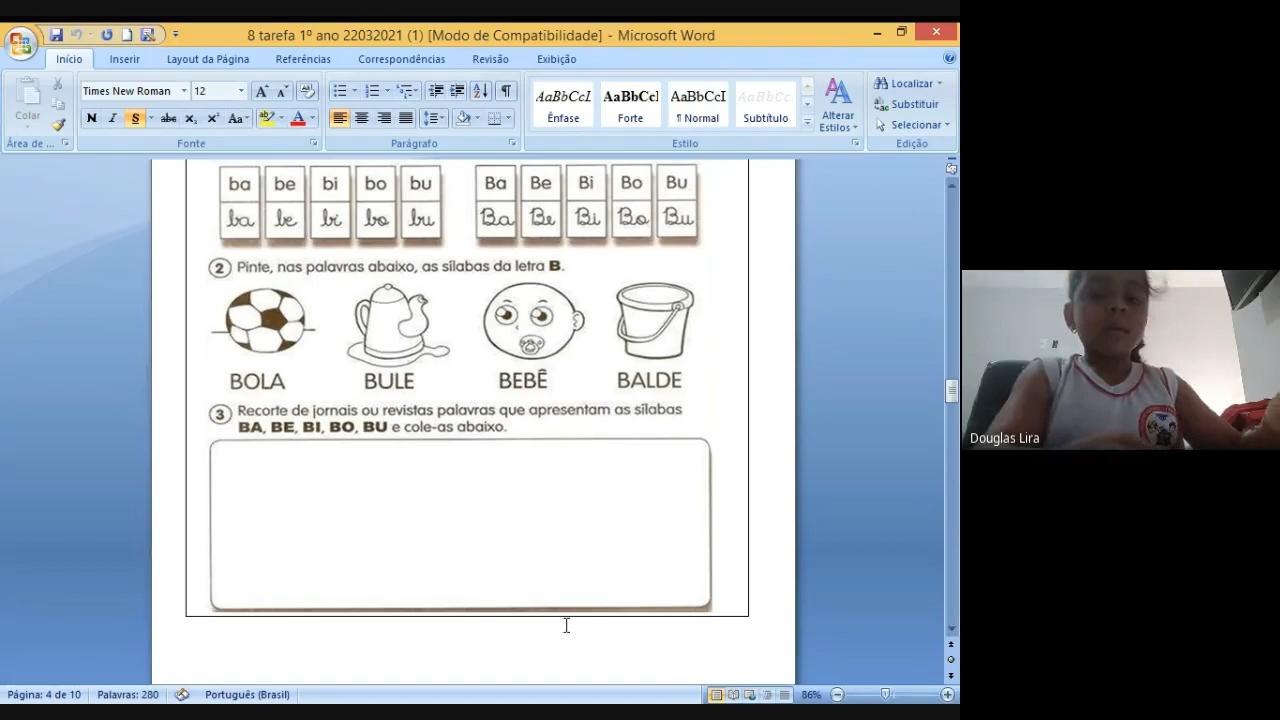 8 tarefa 1º ano 22032021 (1) [Modo de Compatibilidade] - Microsoft Word
Início Inserir Layout da Página Referências Correspondências Revisão Exibição
Times New Roman 12
Colar
N I S abc x₂ x² Aa A
AaBbCcI AaBbCcI AaBbCcI AaBbCc
Ênfase Forte ¶ Normal Subtítulo
Alterar Estilos
Localizar
Substituir
Selecionar
Área de... Fonte Parágrafo Estilo Edição
ba be bi bo bu Ba Be Bi Bo Bu
ba be bi bo bu Ba Be Bi Bo Bu
2 Pinte, nas palavras abaixo, as sílabas da letra B.
BOLA BULE BEBÊ BALDE
3 Recorte de jornais ou revistas palavras que apresentam as sílabas
BA, BE, BI, BO, BU e cole-as abaixo.
Douglas Lira
Página: 4 de 10 Palavras: 280 Português (Brasil) 86%